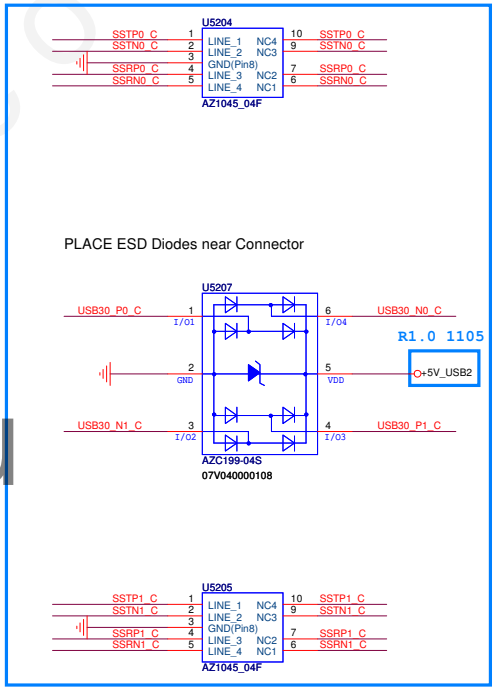 U5204
SSTP0_C 1 LINE_1 NC4 10 SSTP0_C
SSTN0_C 2 LINE_2 NC3 9 SSTN0_C
3 GND(Pin8)
SSRP0_C 4 LINE_3 NC2 7 SSRP0_C
SSRN0_C 5 LINE_4 NC1 6 SSRN0_C
AZ1045_04F
PLACE ESD Diodes near Connector
U5207
USB30_P0_C 1 I/O1 6 I/O4 USB30_N0_C
R1.0 1105
2 GND 5 VDD +5V_USB2
USB30_N1_C 3 I/O2 4 I/O3 USB30_P1_C
AZC199-04S
07V040000108
U5205
SSTP1_C 1 LINE_1 NC4 10 SSTP1_C
SSTN1_C 2 LINE_2 NC3 9 SSTN1_C
3 GND(Pin8)
SSRP1_C 4 LINE_3 NC2 7 SSRP1_C
SSRN1_C 5 LINE_4 NC1 6 SSRN1_C
AZ1045_04F